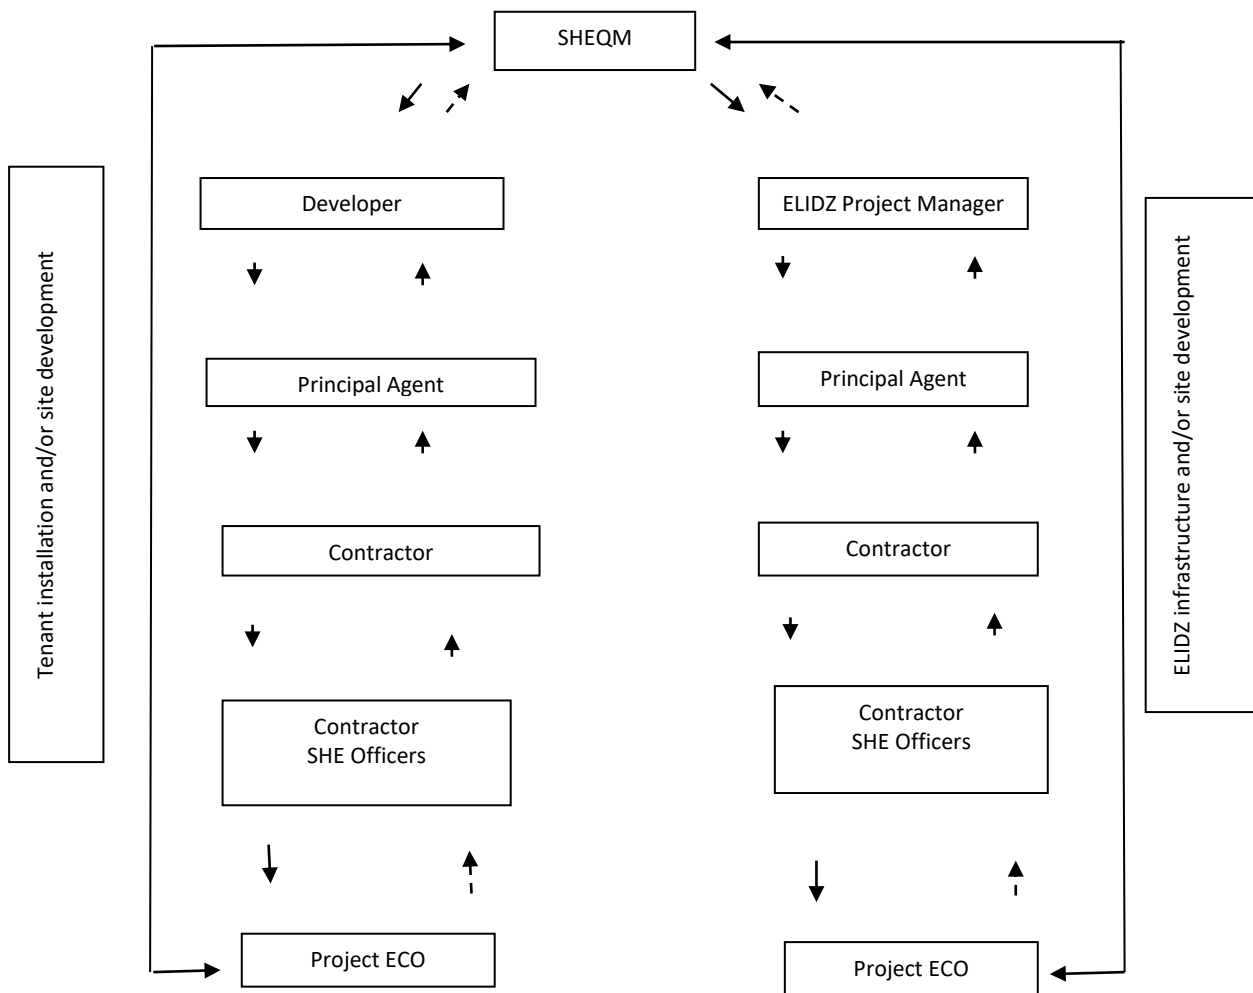 SHEQM
Developer
ELIDZ Project Manager
Tenant installation and/or site development
ELIDZ infrastructure and/or site development
Principal Agent
Principal Agent
Contractor
Contractor
Contractor
SHE Officers
Contractor
SHE Officers
Project ECO
Project ECO